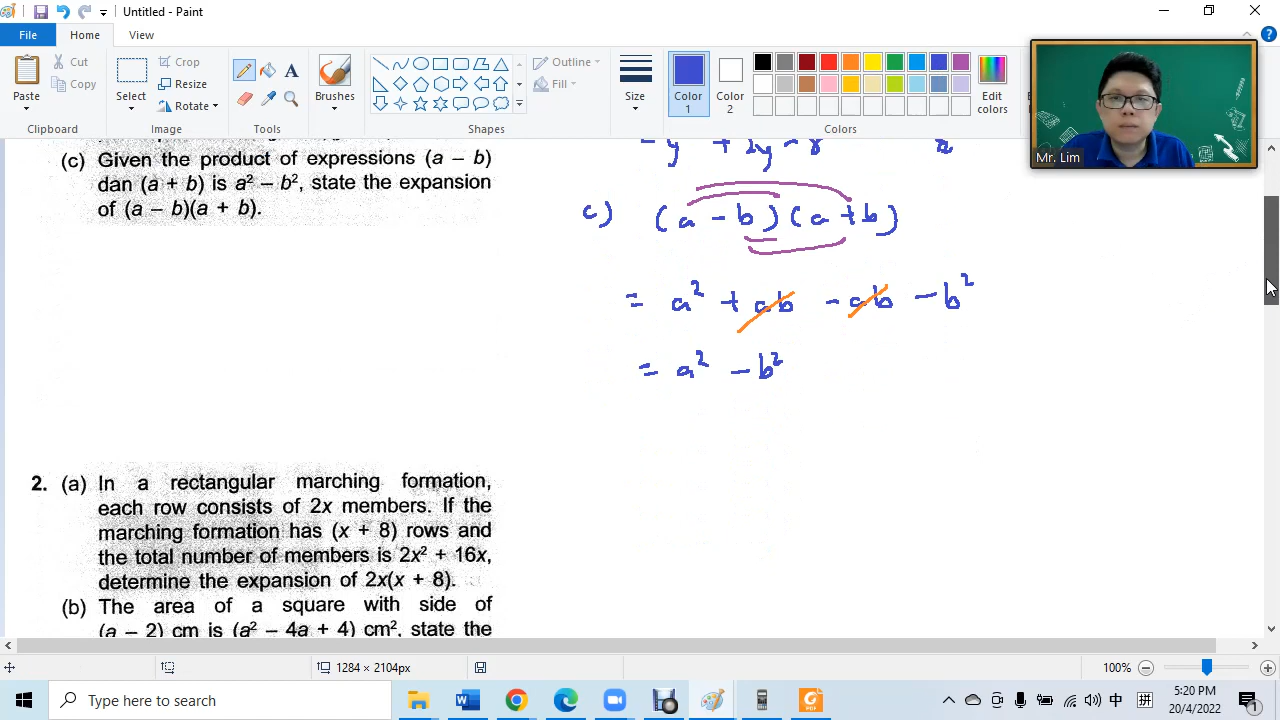 Untitled - Paint
File
Home
View
Paste
Cut
Copy
Clipboard
Select
Crop
Resize
Rotate
Image
A
Tools
Brushes
Shapes
Outline
Fill
Size
Color 1
Color 2
Edit colors
Colors
Mr. Lim
(c) Given the product of expressions (a – b)
dan (a + b) is a² – b², state the expansion
of (a – b)(a + b).
c) (a - b)(a + b)
= a² + ab - ab - b²
= a² - b²
2. (a) In a rectangular marching formation,
each row consists of 2x members. If the
marching formation has (x + 8) rows and
the total number of members is 2x² + 16x,
determine the expansion of 2x(x + 8).
(b) The area of a square with side of
(a – 2) cm is (a² – 4a + 4) cm², state the
1284 × 2104px
100%
Type here to search
中
拼
5:20 PM
20/4/2022
1